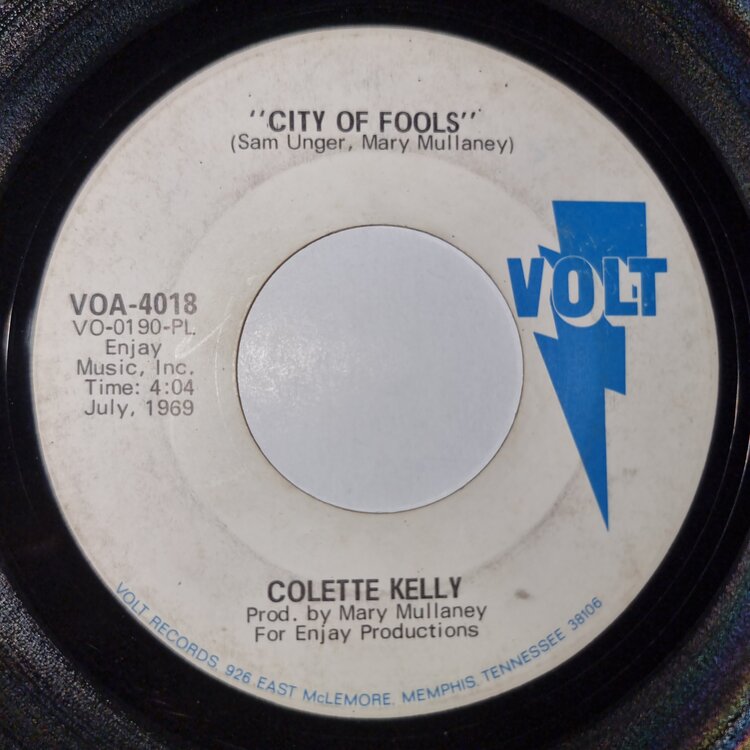 "CITY OF FOOLS"
(Sam Unger, Mary Mullaney)
VOLT
VOA-4018
VO-0190-PL
Enjay
Music, Inc.
Time: 4:04
July, 1969
COLETTE KELLY
Prod. by Mary Mullaney
For Enjay Productions
VOLT RECORDS, 926 EAST McLEMORE, MEMPHIS, TENNESSEE 38106